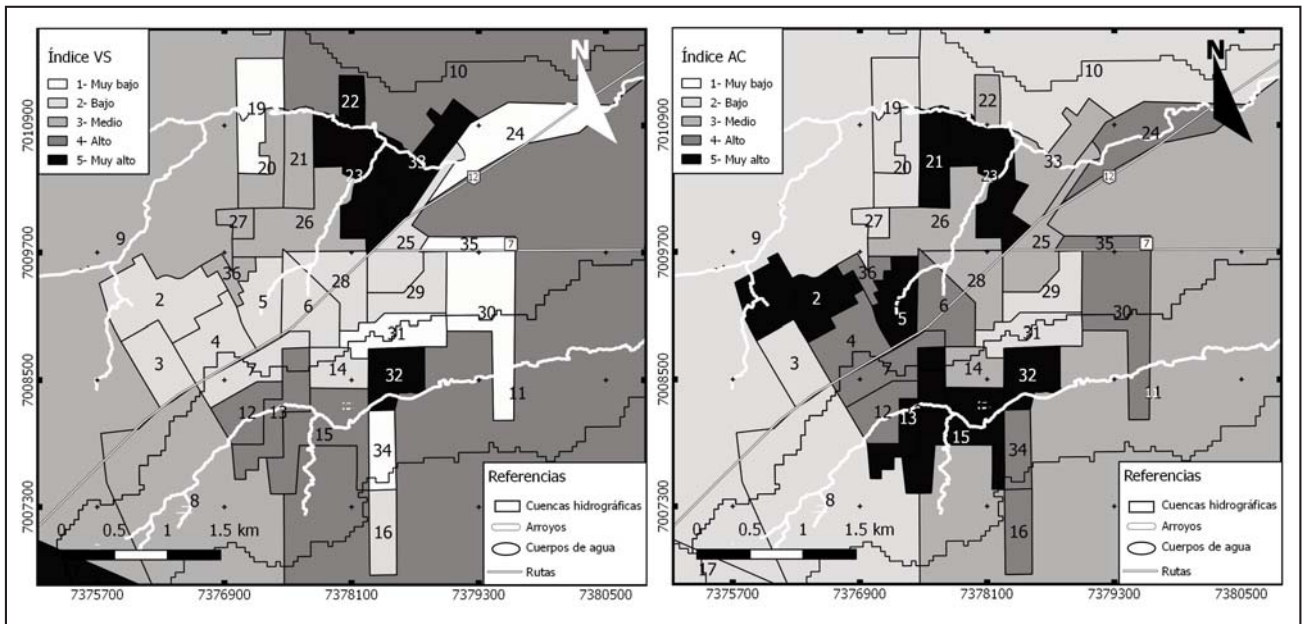 Índice VS
1- Muy bajo
2- Bajo
3- Medio
4- Alto
5- Muy alto
N
10
22
19
24
33
21
20
23
12
27
26
9
25
35
7
36
28
2
5
6
29
30
4
31
3
7
14
32
11
12
13
15
34
8
16
Referencias
Cuencas hidrográficas
Arroyos
Cuerpos de agua
Rutas
0 0.5 1 1.5 km
7010900
7009700
7008500
7007300
7375700 7376900 7378100 7379300 7380500
Índice AC
1- Muy bajo
2- Bajo
3- Medio
4- Alto
5- Muy alto
N
10
22
19
24
33
21
20
23
12
27
26
9
25
35
7
36
28
2
5
6
29
30
4
31
3
14
32
11
12
13
15
34
8
16
17
Referencias
Cuencas hidrográficas
Arroyos
Cuerpos de agua
Rutas
0 0.5 1 1.5 km
7010900
7009700
7008500
7007300
7375700 7376900 7378100 7379300 7380500